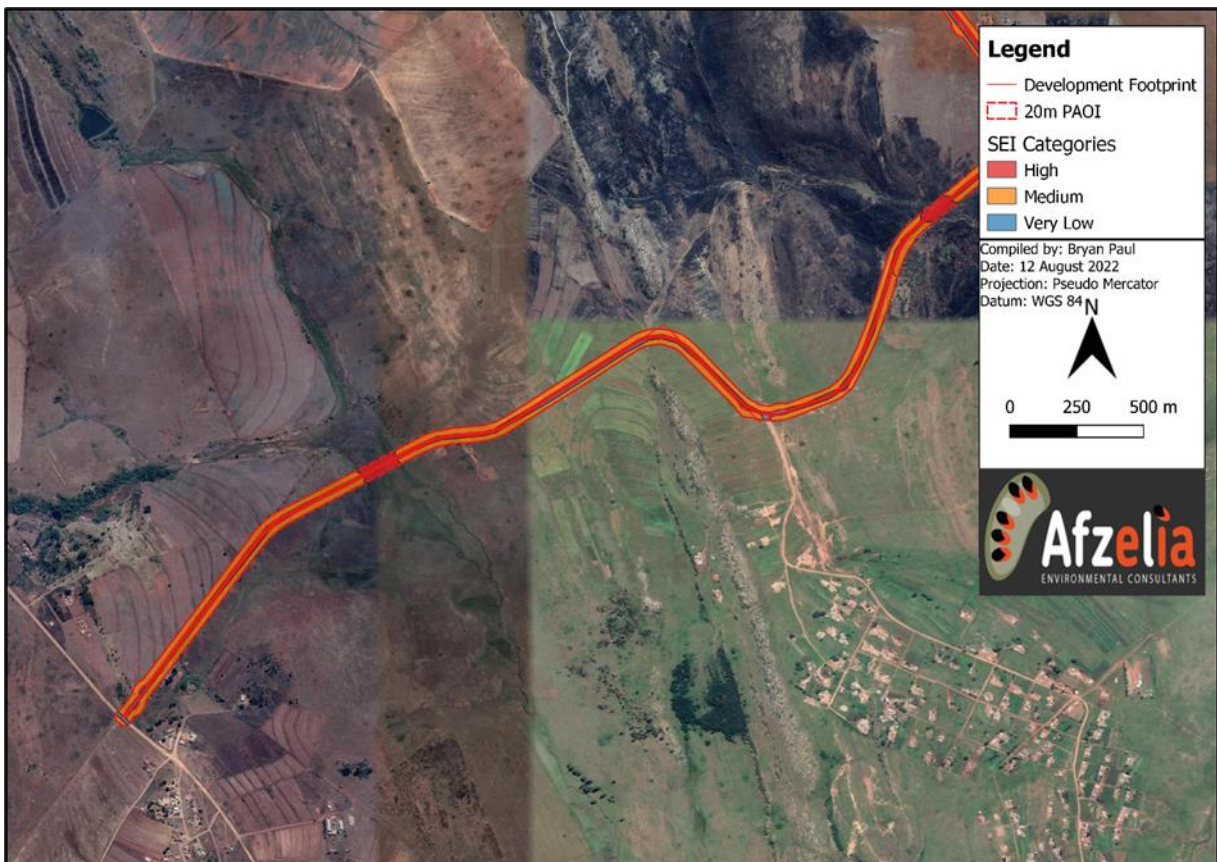 Legend
Development Footprint
20m PAOI
SEI Categories
High
Medium
Very Low
Compiled by: Bryan Paul
Date: 12 August 2022
Projection: Pseudo Mercator
Datum: WGS 84
N
0 250 500 m
Afzelia
ENVIRONMENTAL CONSULTANTS